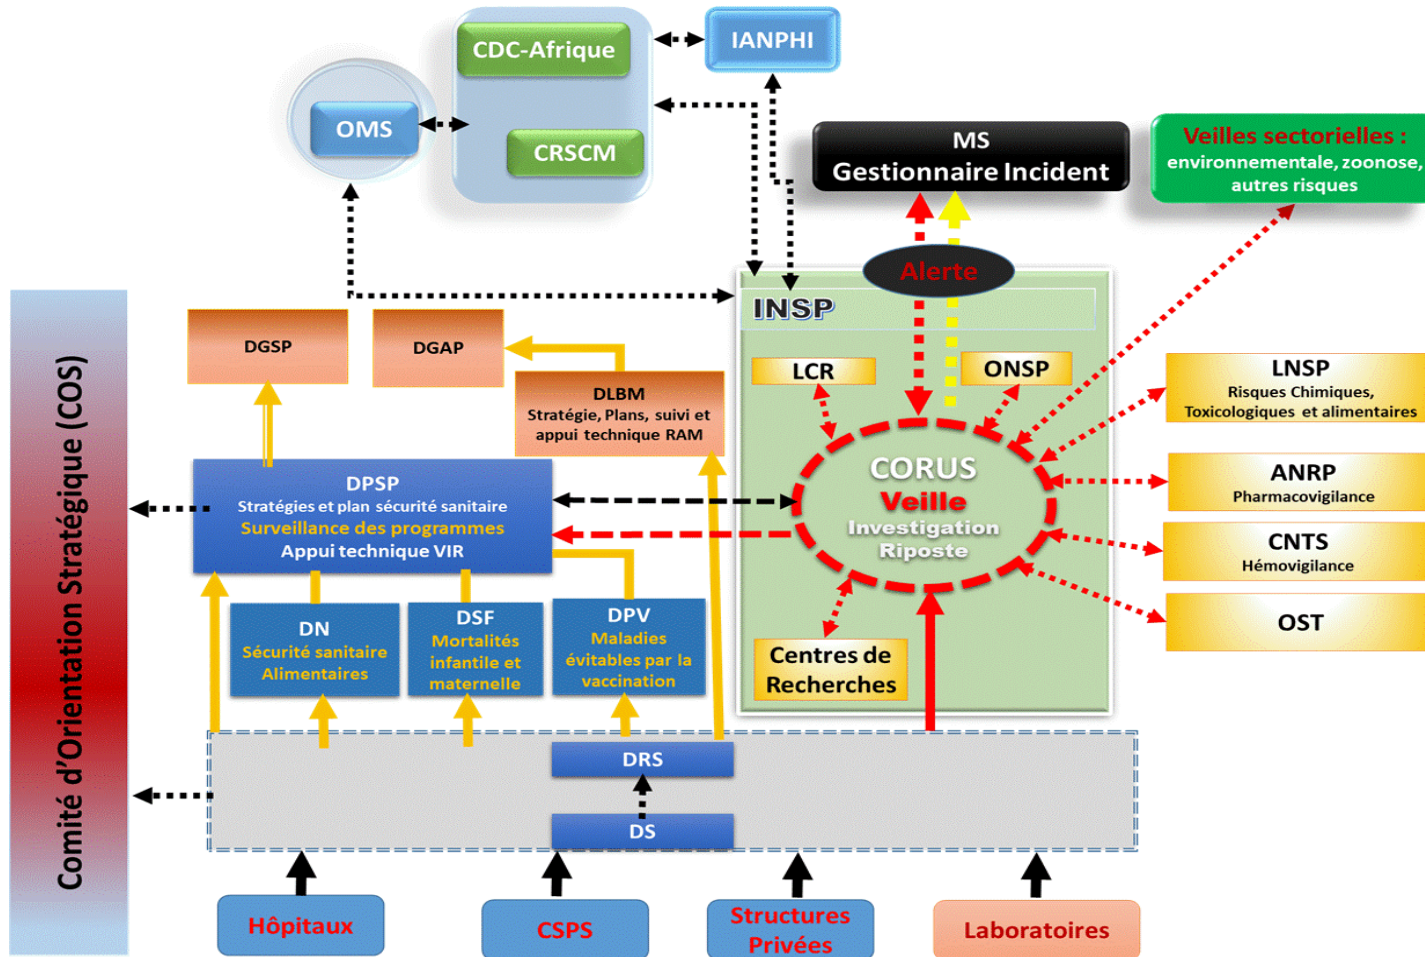 CDC-Afrique
IANPHI
OMS
CRSCM
MS
Gestionnaire Incident
Veilles sectorielles :
environnementale, zoonose,
autres risques
Alerte
INSP
DGSP
DGAP
DLBM
Stratégie, Plans, suivi et
appui technique RAM
LCR
ONSP
LNSP
Risques Chimiques,
Toxicologiques et alimentaires
Comité d'Orientation Stratégique (COS)
DPSP
Stratégies et plan sécurité sanitaire
Surveillance des programmes
Appui technique VIR
CORUS
Veille
Investigation
Riposte
ANRP
Pharmacovigilance
CNTS
Hémovigilance
OST
DN
Sécurité sanitaire
Alimentaires
DSF
Mortalités
infantile et
maternelle
DPV
Maladies
évitables par la
vaccination
Centres de
Recherches
DRS
DS
Hôpitaux
CSPS
Structures
Privées
Laboratoires